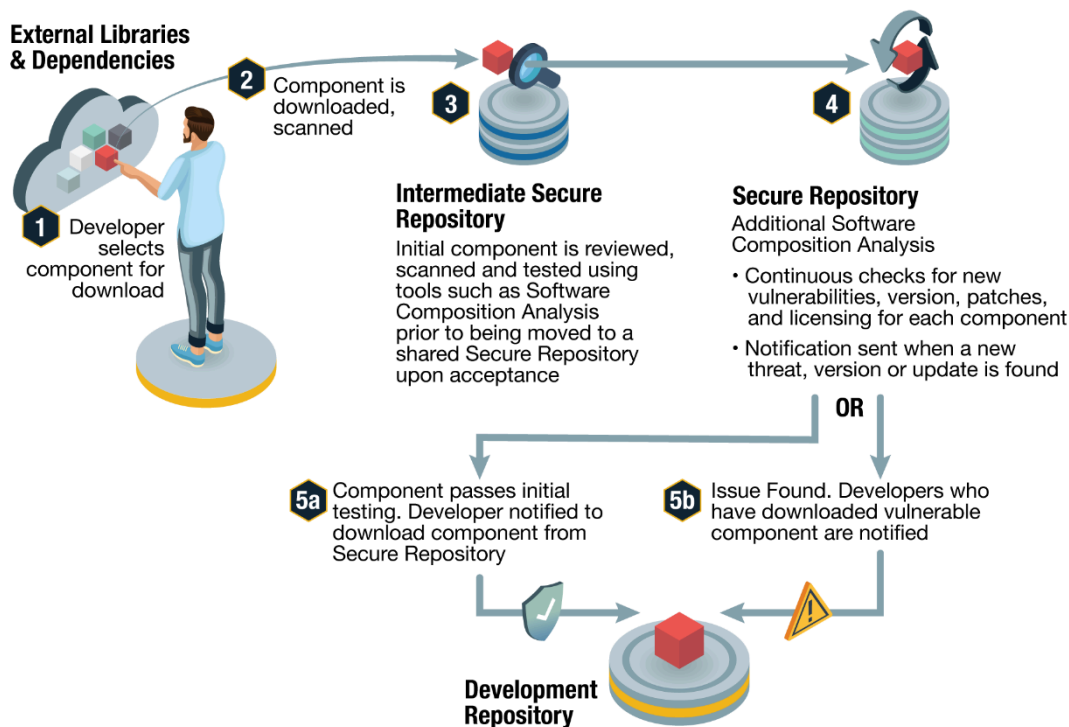 External Libraries
& Dependencies
1
Developer
selects
component for
download
2
Component is
downloaded,
scanned
3
Intermediate Secure
Repository
Initial component is reviewed,
scanned and tested using
tools such as Software
Composition Analysis
prior to being moved to a
shared Secure Repository
upon acceptance
4
Secure Repository
Additional Software
Composition Analysis
• Continuous checks for new
vulnerabilities, version, patches,
and licensing for each component
• Notification sent when a new
threat, version or update is found
OR
5a
Component passes initial
testing. Developer notified to
download component from
Secure Repository
5b
Issue Found. Developers who
have downloaded vulnerable
component are notified
!
Development
Repository